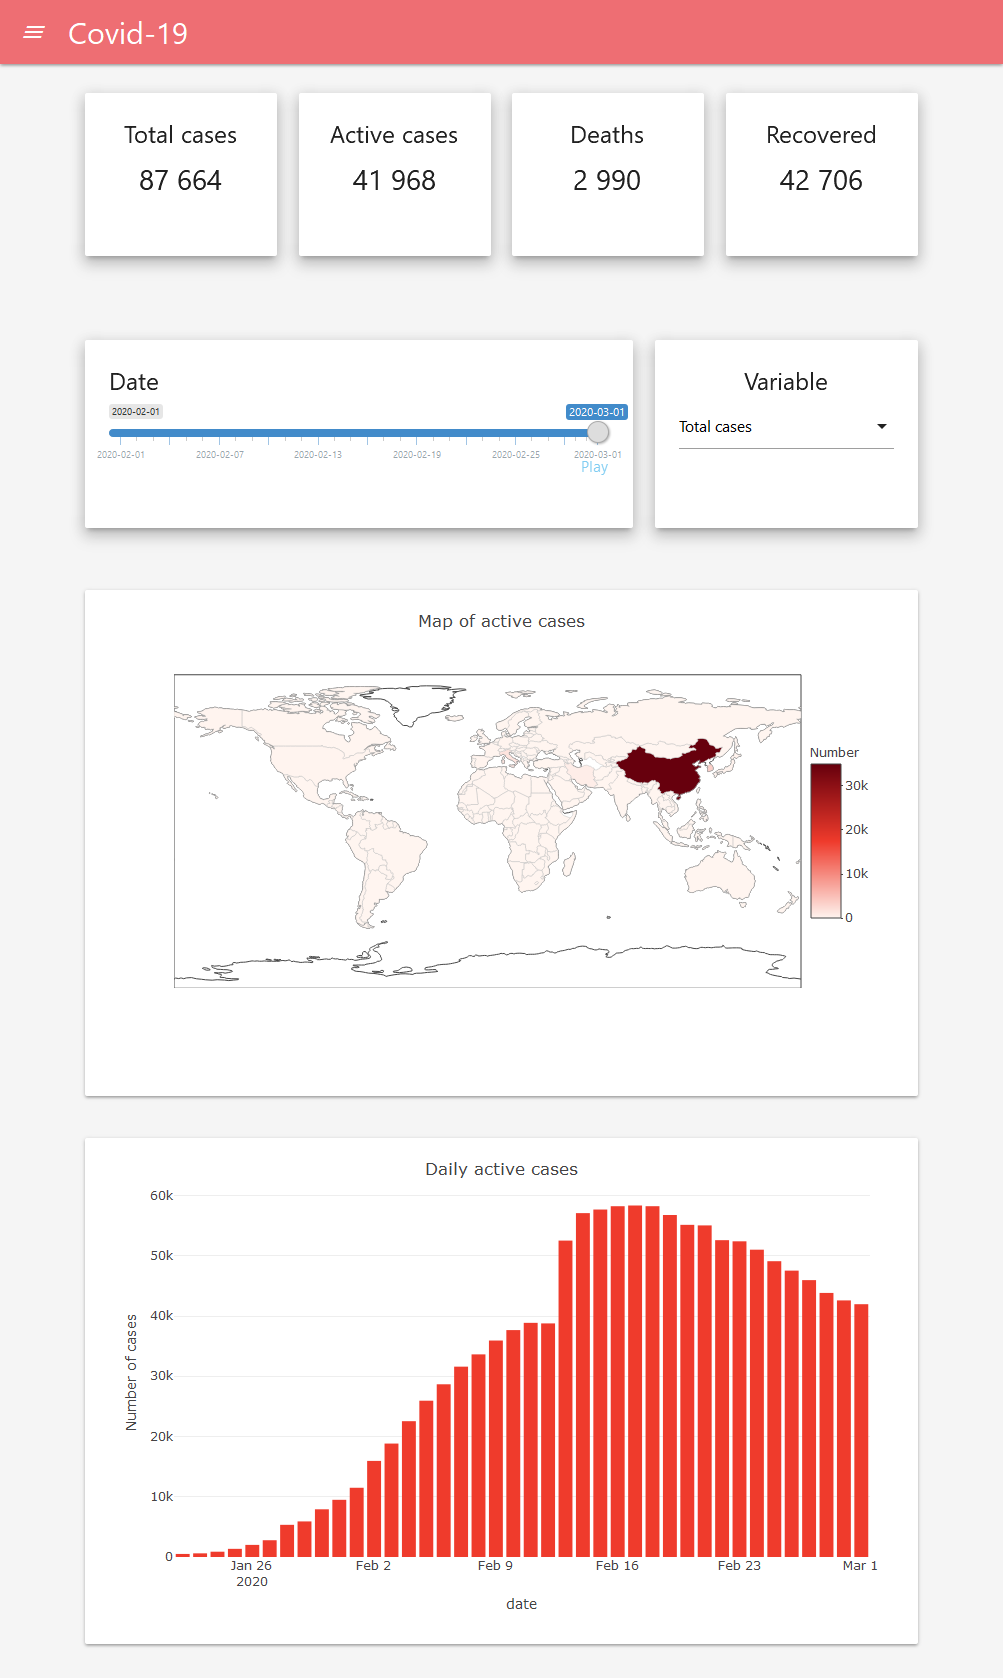 Covid-19
Total cases
87 664
Active cases
41 968
Deaths
2 990
Recovered
42 706
Date
2020-02-01
2020-03-01
2020-02-01 2020-02-07 2020-02-13 2020-02-19 2020-02-25 2020-03-01
Play
Variable
Total cases
Map of active cases
Number
30k
20k
10k
0
Daily active cases
60k
50k
40k
30k
20k
10k
0
Number of cases
Jan 26 Feb 2 Feb 9 Feb 16 Feb 23 Mar 1
2020
date